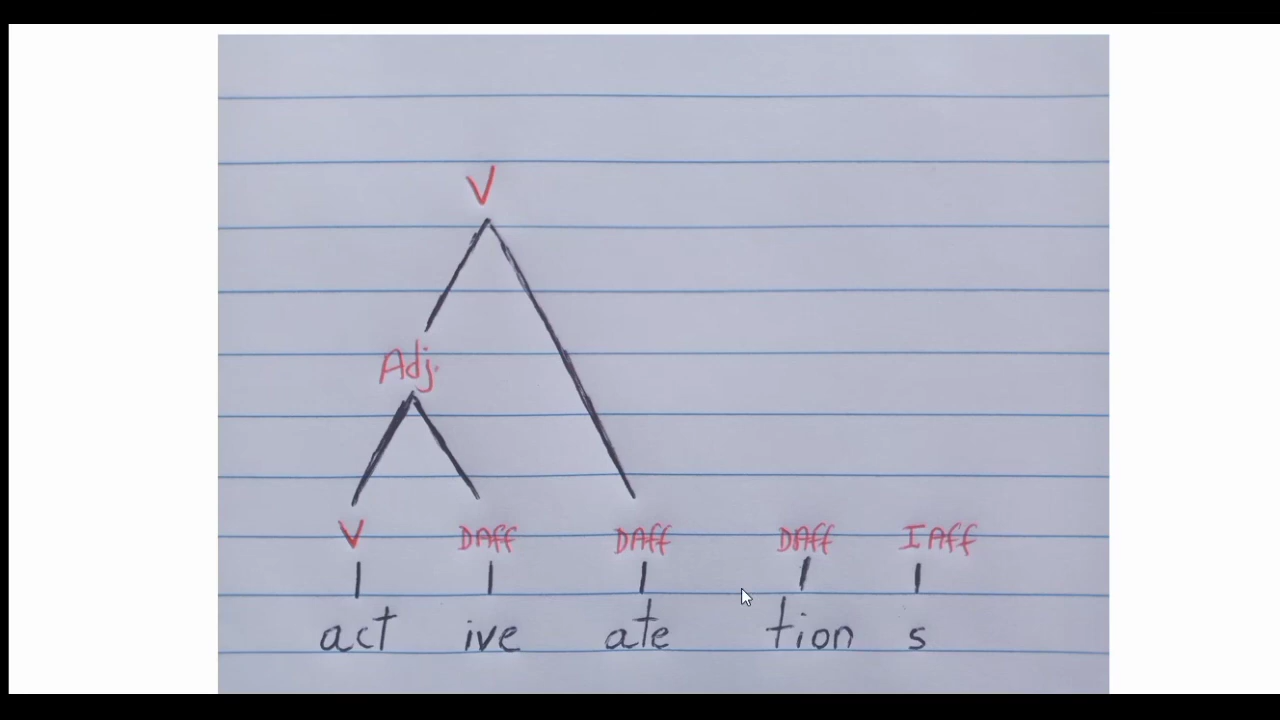 V
Adj.
V DAff DAff DAff IAff
act ive ate tion s